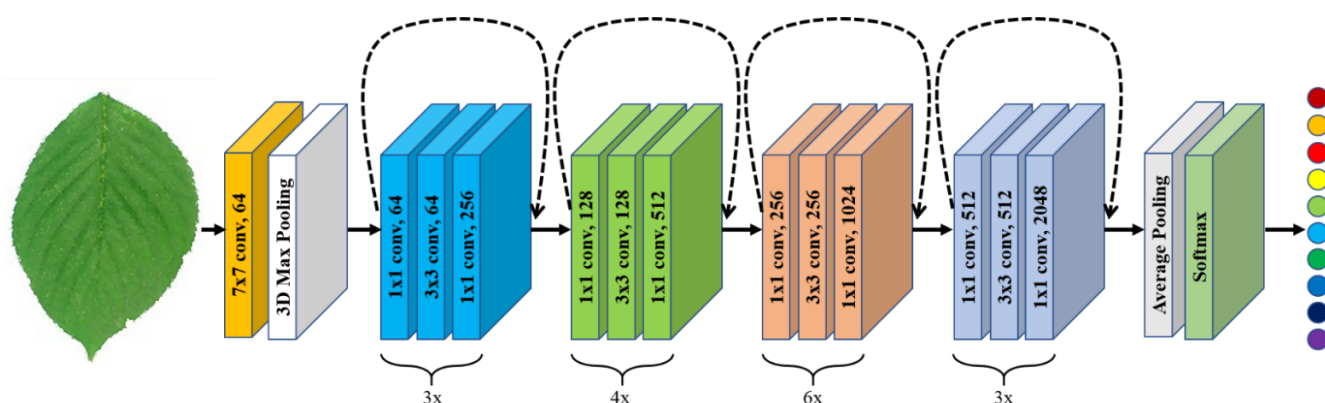 7x7 conv, 64
3D Max Pooling
1x1 conv, 64
3x3 conv, 64
1x1 conv, 256
3x
1x1 conv, 128
3x3 conv, 128
1x1 conv, 512
4x
1x1 conv, 256
3x3 conv, 256
1x1 conv, 1024
6x
1x1 conv, 512
3x3 conv, 512
1x1 conv, 2048
3x
Average Pooling
Softmax